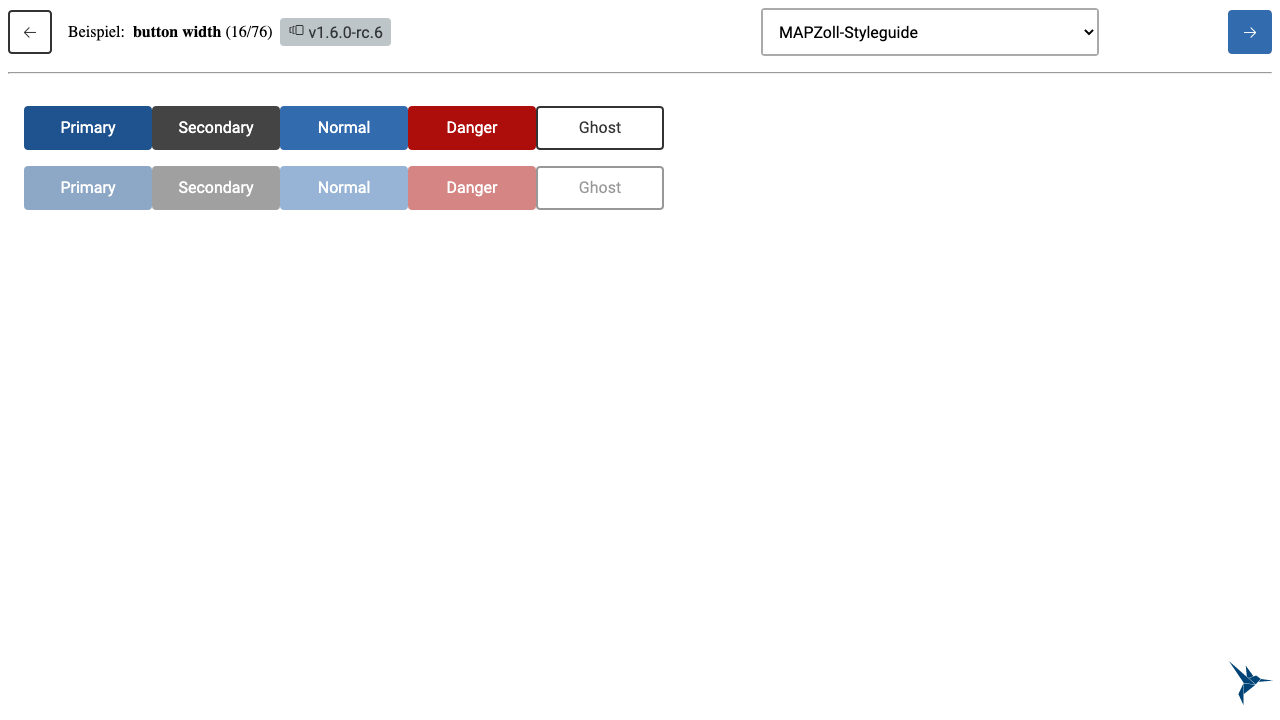 Beispiel: button width (16/76) v1.6.0-rc.6 MAPZoll-Styleguide
Primary Secondary Normal Danger Ghost
Primary Secondary Normal Danger Ghost